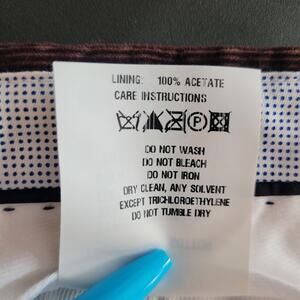 LINING: 100% ACETATE
CARE INSTRUCTIONS
P
DO NOT WASH
DO NOT BLEACH
DO NOT IRON
DRY CLEAN, ANY SOLVENT
EXCEPT TRICHLOROETHYLENE
DO NOT TUMBLE DRY